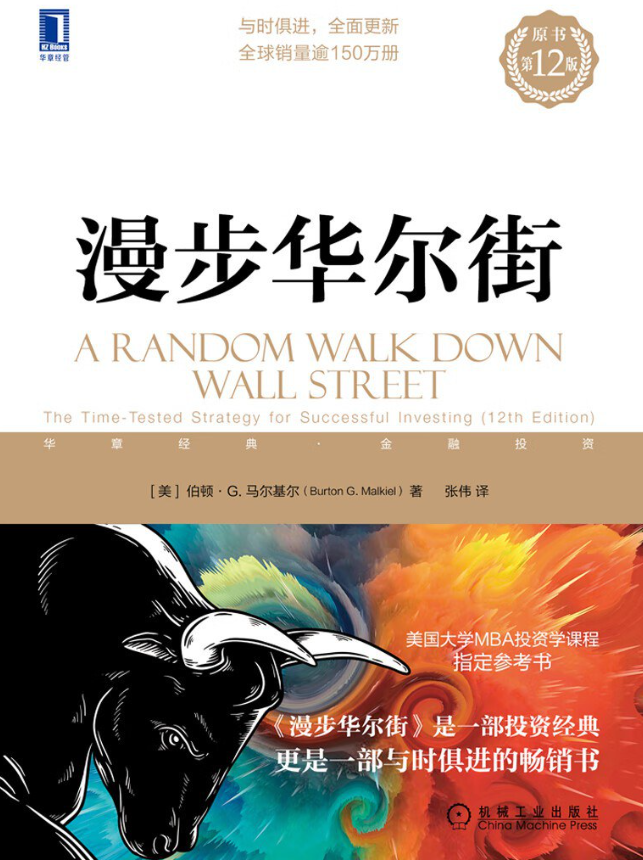 HZ Books
华章经管
与时俱进，全面更新
全球销量逾150万册
原书
第12版
漫步华尔街
A RANDOM WALK DOWN
WALL STREET
The Time-Tested Strategy for Successful Investing (12th Edition)
华章经典·金融投资
［美］伯顿·G. 马尔基尔（Burton G. Malkiel）著 张伟 译
美国大学MBA投资学课程
指定参考书
《漫步华尔街》是一部投资经典
更是一部与时俱进的畅销书
机械工业出版社
China Machine Press